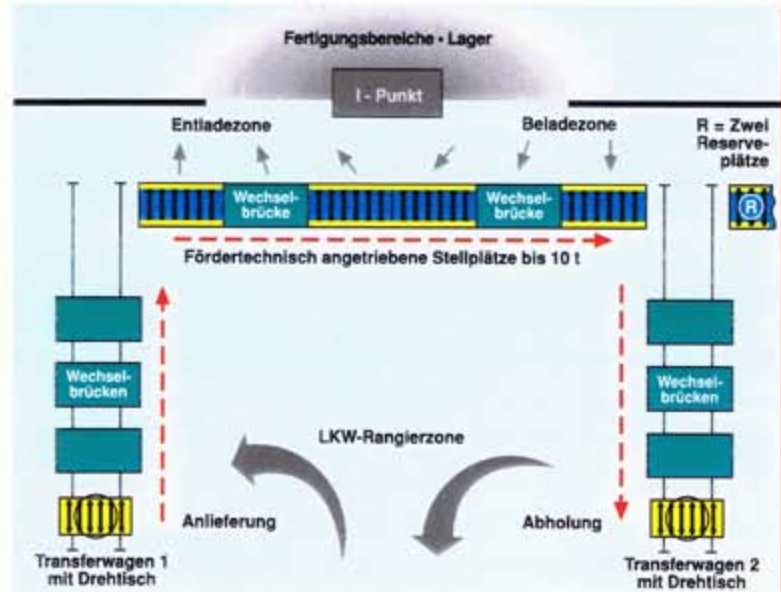 Fertigungsbereiche • Lager
I - Punkt
Entladezone
Beladezone
R = Zwei
Reserve-
plätze
Wechsel-
brücke
Wechsel-
brücke
R
Fördertechnisch angetriebene Stellplätze bis 10 t
Wechsel-
brücken
Wechsel-
brücken
LKW-Rangierzone
Anlieferung
Abholung
Transferwagen 1
mit Drehtisch
Transferwagen 2
mit Drehtisch